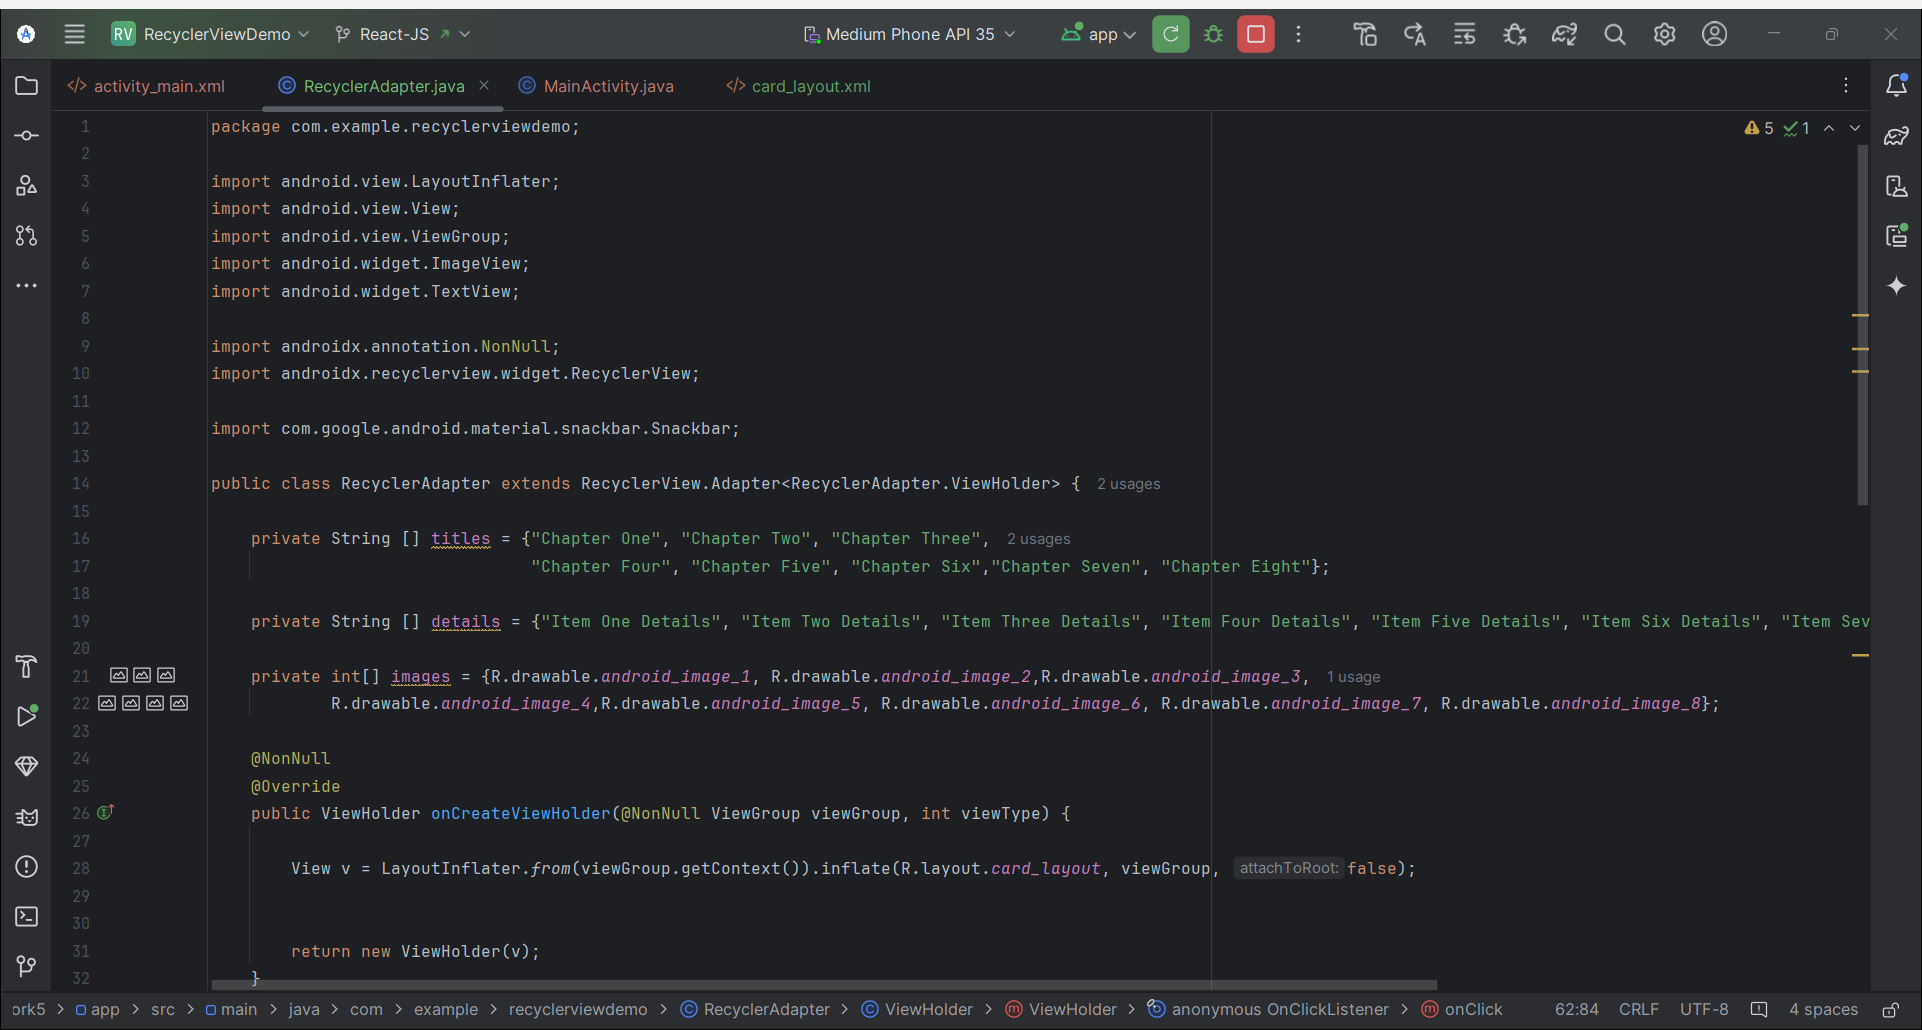 RV RecyclerViewDemo React-JS Medium Phone API 35 app
activity_main.xml RecyclerAdapter.java MainActivity.java card_layout.xml
5 1
1 package com.example.recyclerviewdemo;
2
3 import android.view.LayoutInflater;
4 import android.view.View;
5 import android.view.ViewGroup;
6 import android.widget.ImageView;
7 import android.widget.TextView;
8
9 import androidx.annotation.NonNull;
10 import androidx.recyclerview.widget.RecyclerView;
11
12 import com.google.android.material.snackbar.Snackbar;
13
14 public class RecyclerAdapter extends RecyclerView.Adapter<RecyclerAdapter.ViewHolder> { 2 usages
15
16 private String [] titles = {"Chapter One", "Chapter Two", "Chapter Three", 2 usages
17 "Chapter Four", "Chapter Five", "Chapter Six","Chapter Seven", "Chapter Eight"};
18
19 private String [] details = {"Item One Details", "Item Two Details", "Item Three Details", "Item Four Details", "Item Five Details", "Item Six Details", "Item Sev
20
21 private int[] images = {R.drawable.android_image_1, R.drawable.android_image_2,R.drawable.android_image_3, 1 usage
22 R.drawable.android_image_4,R.drawable.android_image_5, R.drawable.android_image_6, R.drawable.android_image_7, R.drawable.android_image_8};
23
24 @NonNull
25 @Override
26 public ViewHolder onCreateViewHolder(@NonNull ViewGroup viewGroup, int viewType) {
27
28 View v = LayoutInflater.from(viewGroup.getContext()).inflate(R.layout.card_layout, viewGroup, attachToRoot: false);
29
30
31 return new ViewHolder(v);
32 }
ork5 > app > src > main > java > com > example > recyclerviewdemo > RecyclerAdapter > ViewHolder > ViewHolder > anonymous OnClickListener > onClick 62:84 CRLF UTF-8 4 spaces